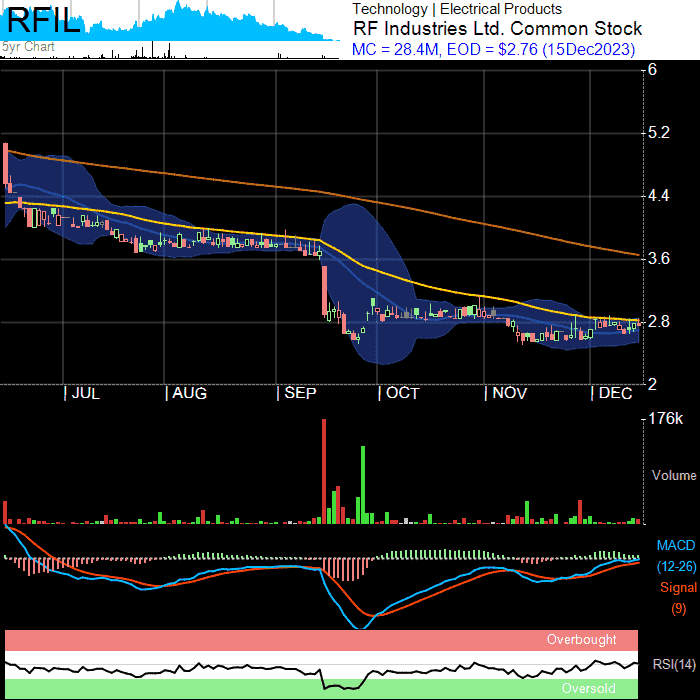 RFIL
5yr Chart
Technology | Electrical Products
RF Industries Ltd. Common Stock
MC = 28.4M, EOD = $2.76 (15Dec2023)
6
5.2
4.4
3.6
2.8
2
| JUL | AUG | SEP | OCT | NOV | DEC
176k
Volume
MACD
(12-26)
Signal
(9)
Overbought
RSI(14)
Oversold